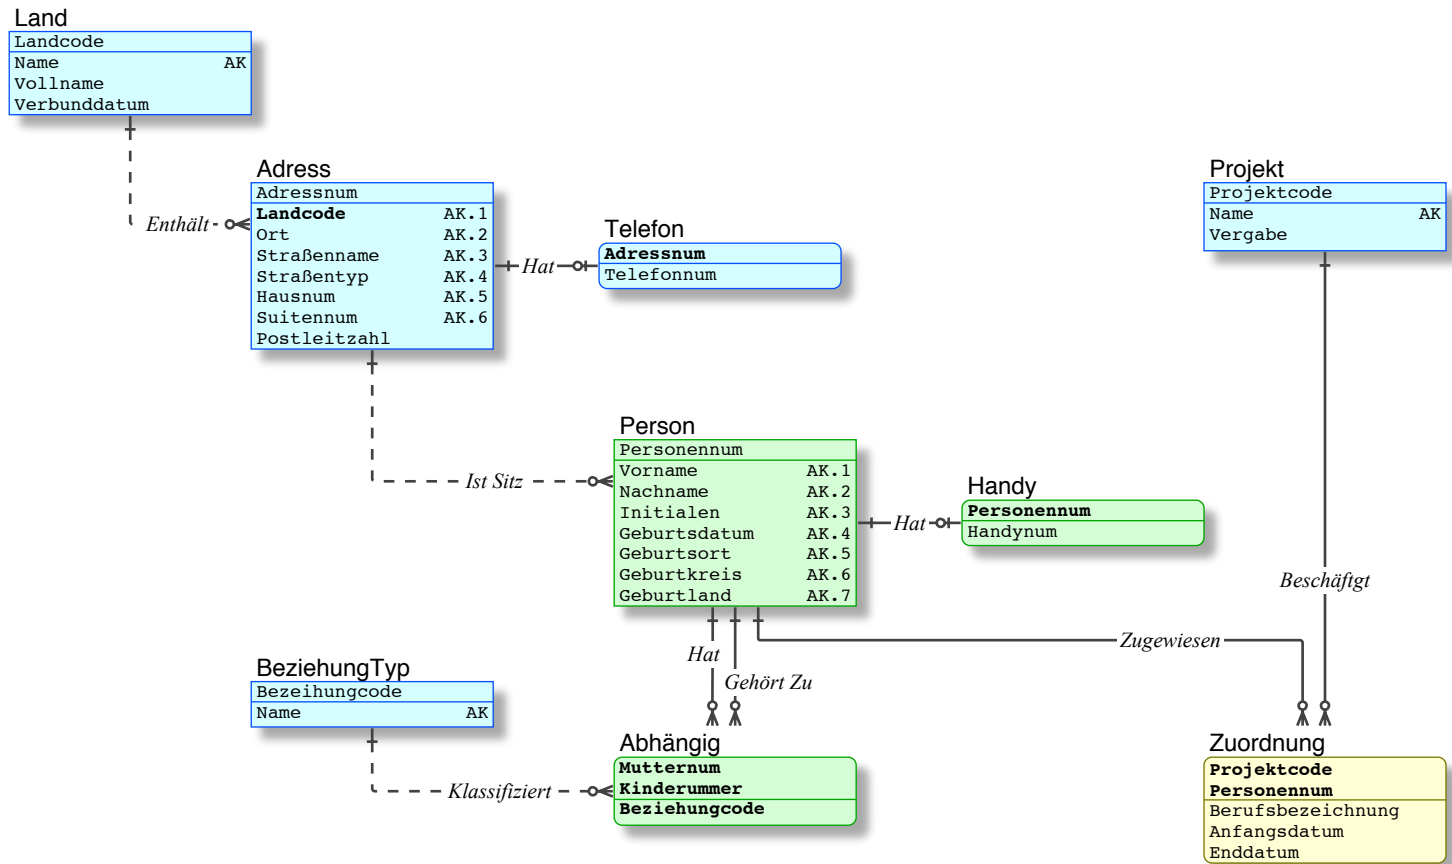 Land
Landcode
Name AK
Vollname
Verbunddatum
Enthält
Adress
Adressnum
Landcode AK.1
Ort AK.2
Straßenname AK.3
Straßentyp AK.4
Hausnum AK.5
Suitennum AK.6
Postleitzahl
Hat
Telefon
Adressnum
Telefonnum
Projekt
Projektcode
Name AK
Vergabe
Ist Sitz
Person
Personennum
Vorname AK.1
Nachname AK.2
Initialen AK.3
Geburtsdatum AK.4
Geburtsort AK.5
Geburtkreis AK.6
Geburtland AK.7
Hat
Handy
Personennum
Handynum
Beschäftgt
Zugewiesen
Hat
Gehört Zu
BeziehungTyp
Bezeihungcode
Name AK
Klassifiziert
Abhängig
Mutternum
Kinderummer
Beziehungcode
Zuordnung
Projektcode
Personennum
Berufsbezeichnung
Anfangsdatum
Enddatum